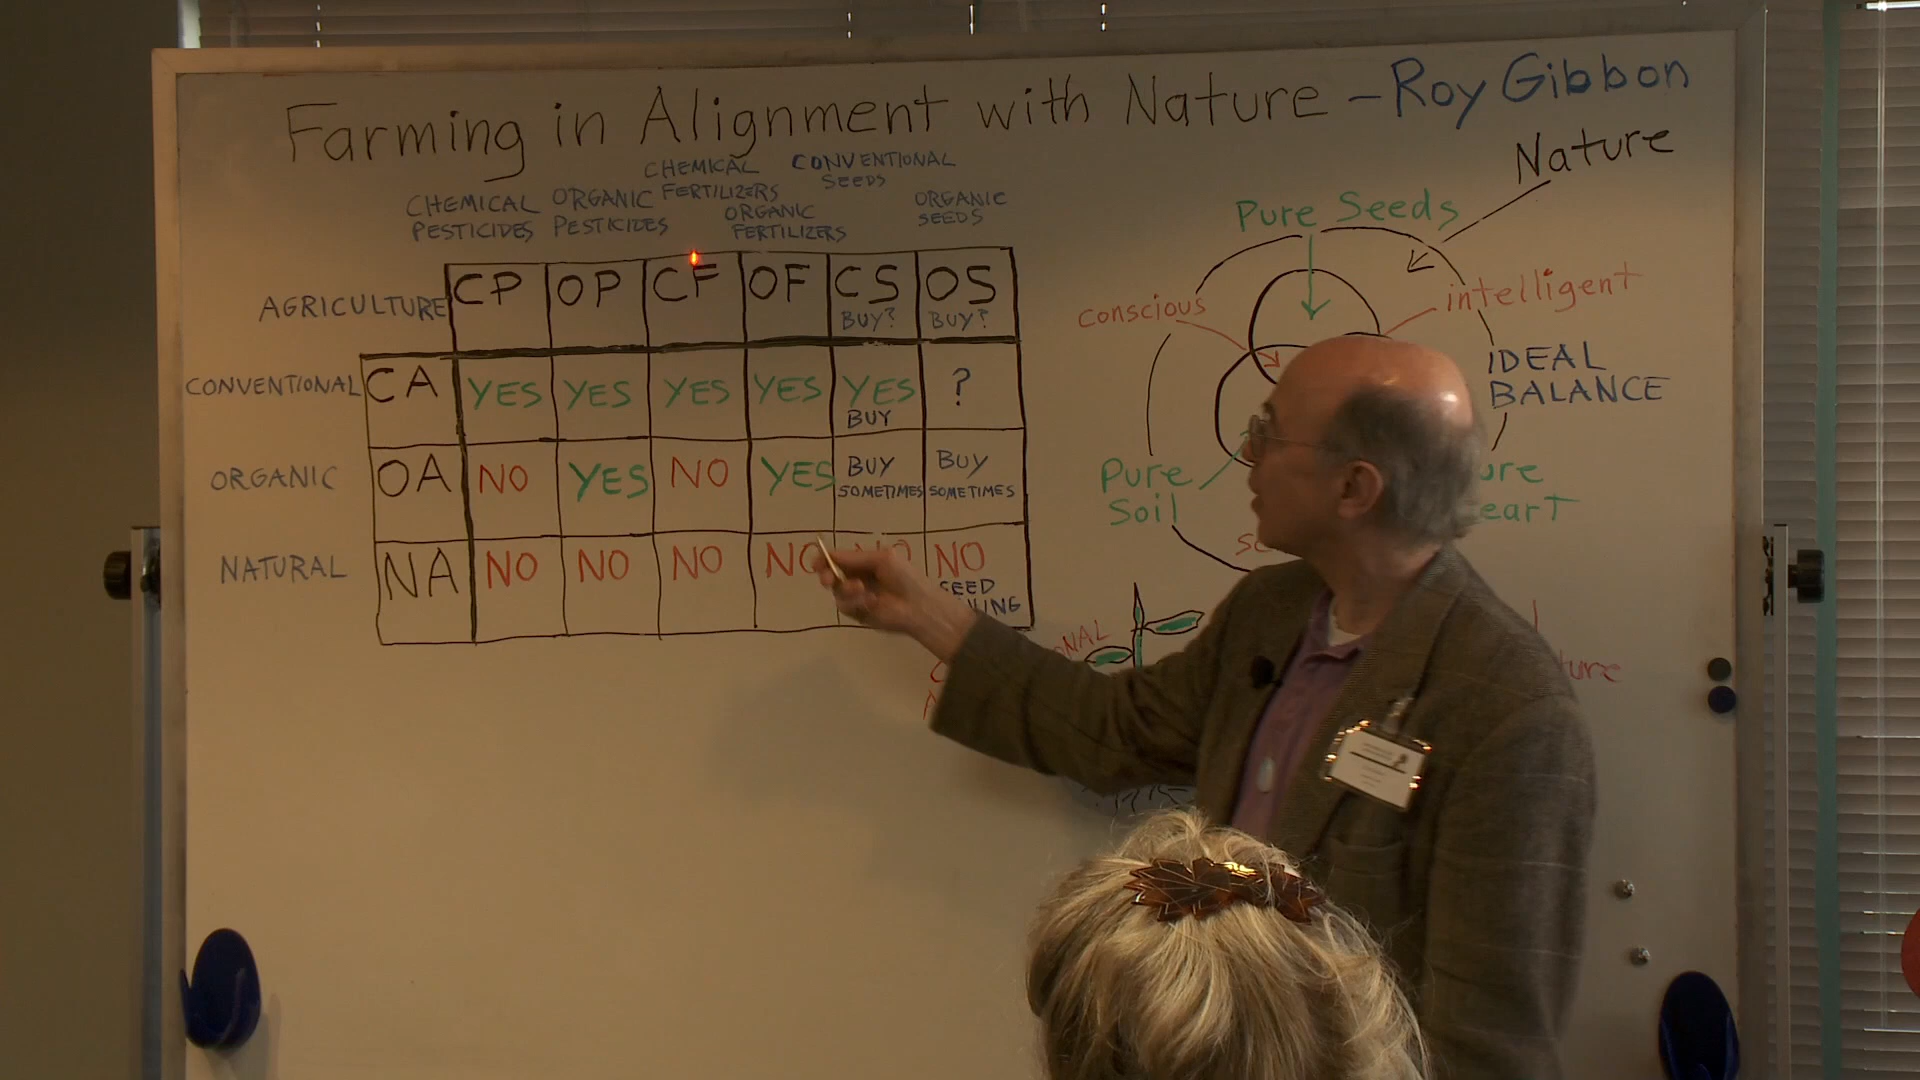 Farming in Alignment with Nature - Roy Gibbon
CHEMICAL PESTICIDES
ORGANIC PESTICIDES
CHEMICAL FERTILIZERS
ORGANIC FERTILIZERS
CONVENTIONAL SEEDS
ORGANIC SEEDS
AGRICULTURE CP OP CF OF CS OS
BUY? BUY?
CONVENTIONAL CA YES YES YES YES YES ?
BUY
ORGANIC OA NO YES NO YES BUY BUY
SOMETIMES SOMETIMES
NATURAL NA NO NO NO NO NO NO
SEED
Nature
Pure Seeds
conscious
intelligent
IDEAL
BALANCE
Pure
Soil